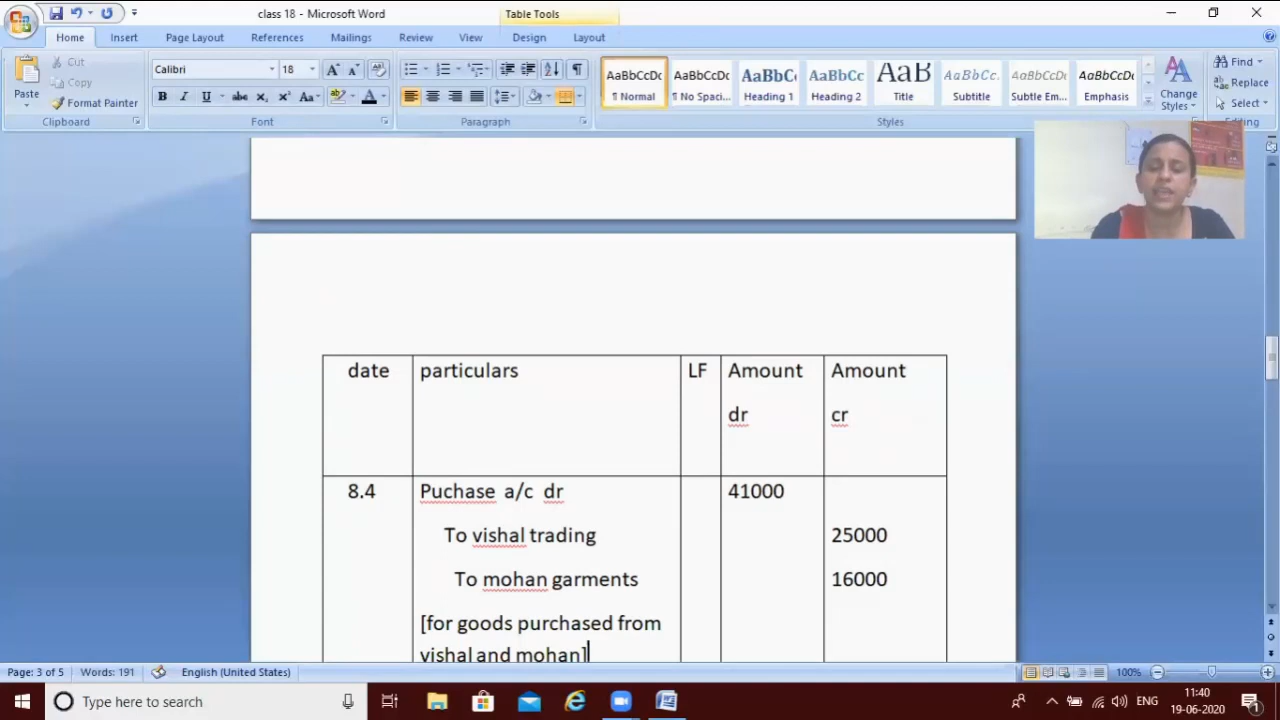 class 18 - Microsoft Word
Table Tools
Home Insert Page Layout References Mailings Review View Design Layout
Paste
Cut
Copy
Format Painter
Clipboard
Calibri 18
Font
Paragraph
AaBbCcDc AaBbCcDc AaBbC AaBbCc AaB AaBbCc. AaBbCcDc AaBbCcDc
¶ Normal ¶ No Spaci... Heading 1 Heading 2 Title Subtitle Subtle Em... Emphasis
Change
Styles
Styles
Find
Replace
Select
Editing
date particulars LF Amount Amount
dr cr
8.4 Puchase a/c dr 41000
To vishal trading 25000
To mohan garments 16000
[for goods purchased from
vishal and mohan]
Page: 3 of 5 Words: 191 English (United States) 100%
Type here to search
ENG
11:40
19-06-2020